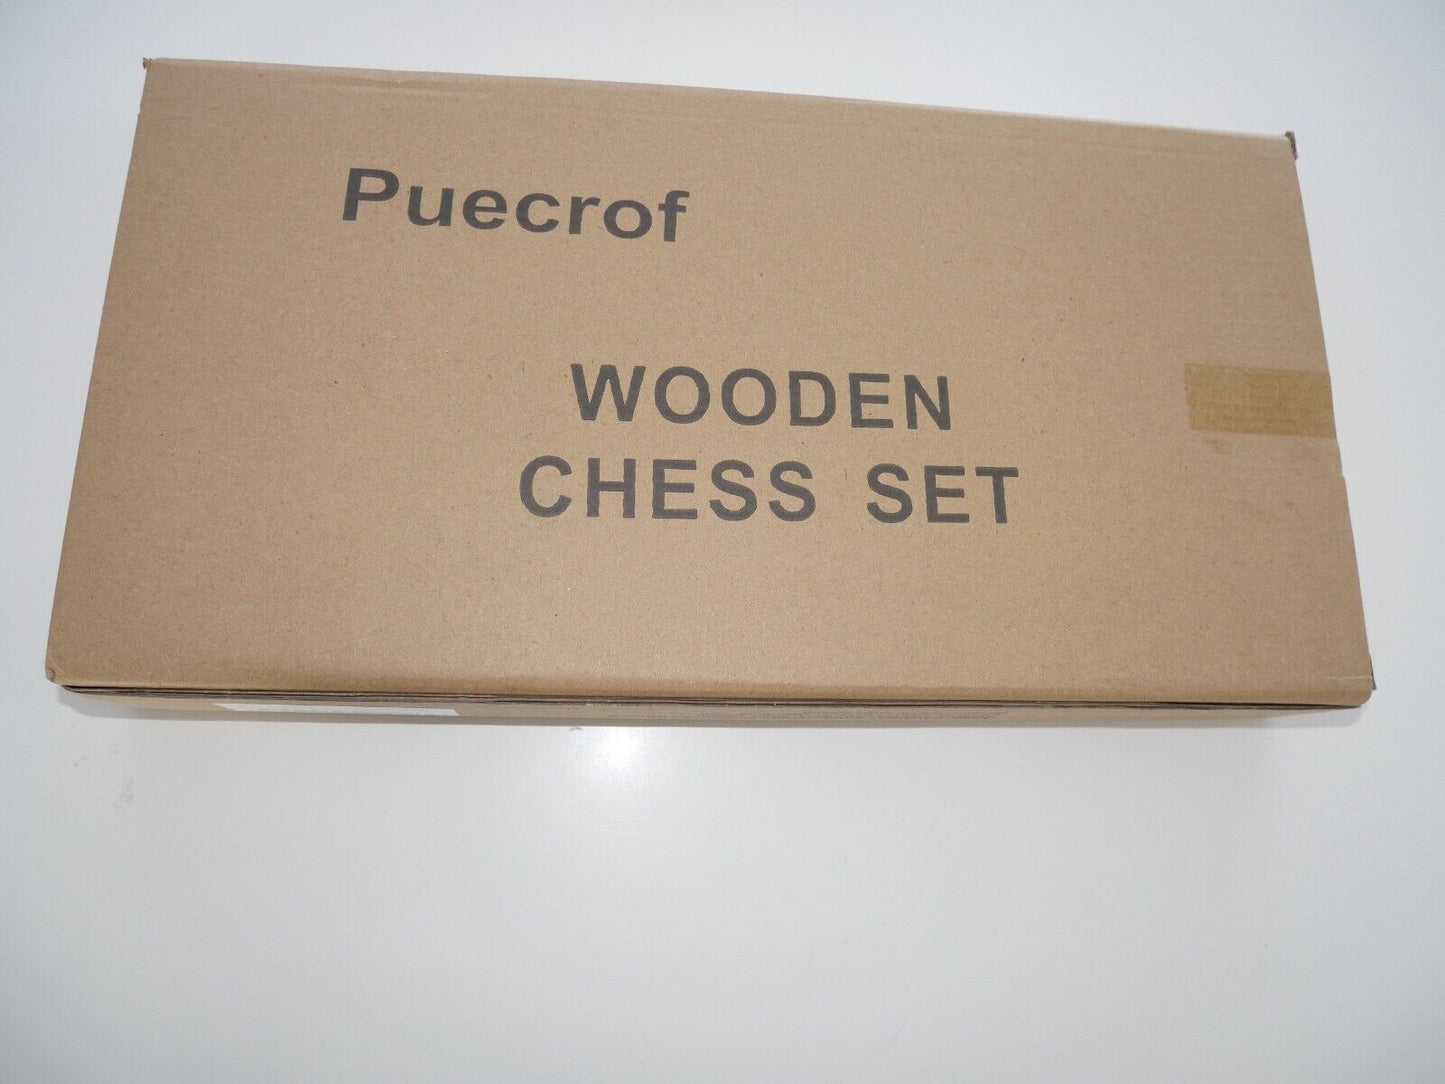 Puecrof
WOODEN
CHESS SET